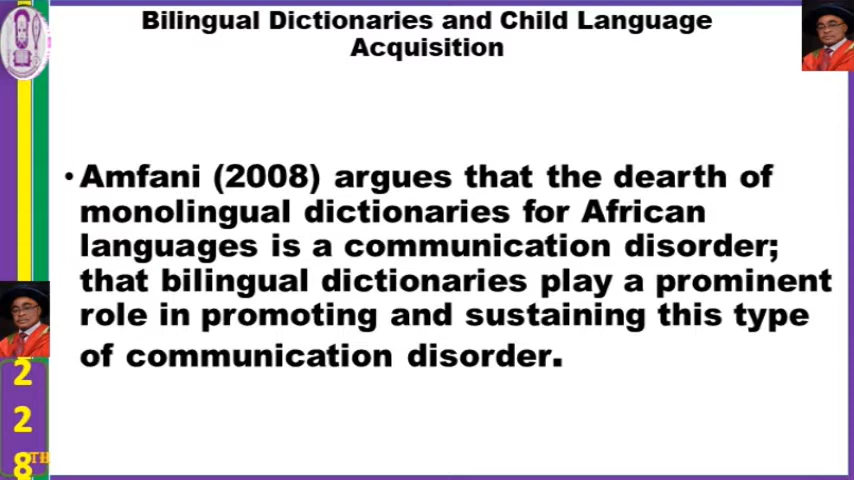 Bilingual Dictionaries and Child Language
Acquisition
• Amfani (2008) argues that the dearth of
monolingual dictionaries for African
languages is a communication disorder;
that bilingual dictionaries play a prominent
role in promoting and sustaining this type
of communication disorder.
2
2
8TH